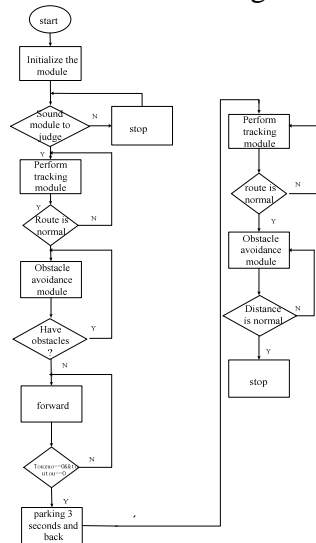 start
Initialize the
module
Sound
module to
judge
N
stop
Y
Perform
tracking
module
Y
Route is
normal
N
Obstacle
avoidance
module
Have
obstacles
?
Y
N
forward
N
Y
parking 3
seconds and
back
Perform
tracking
module
route is
normal
N
Y
Obstacle
avoidance
module
Distance
is normal
N
Y
stop